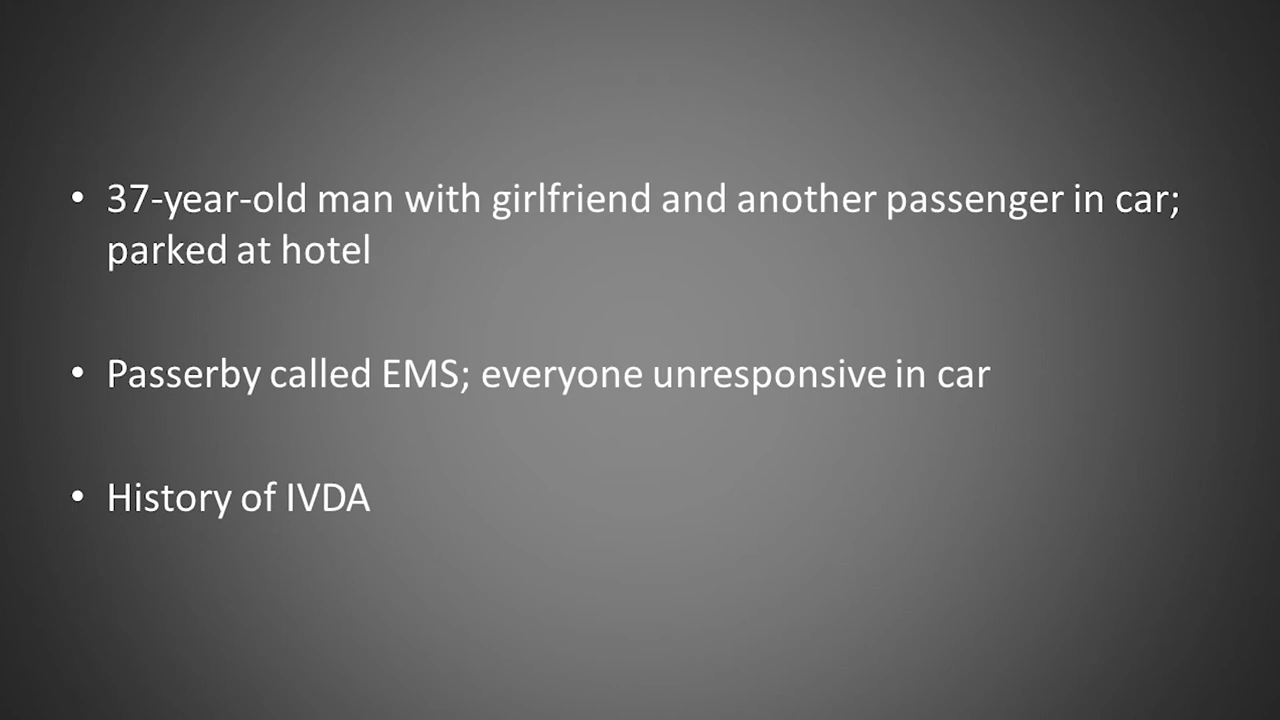 • 37-year-old man with girlfriend and another passenger in car;
parked at hotel
• Passerby called EMS; everyone unresponsive in car
• History of IVDA